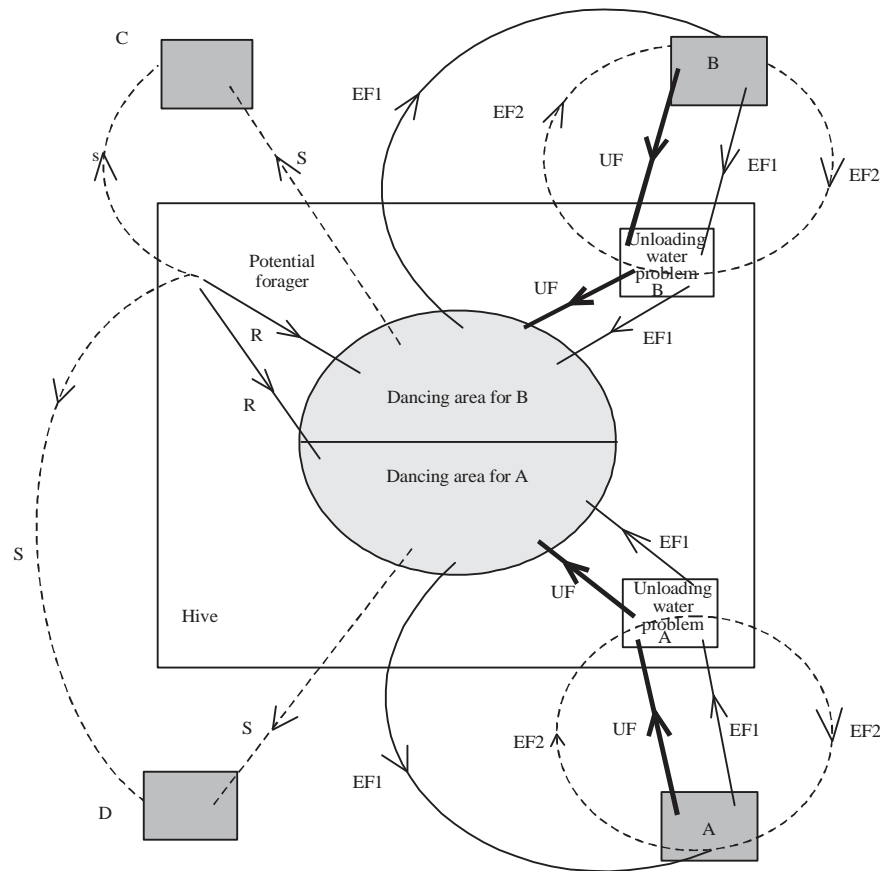 C
B
EF1
EF2
s
S
UF
EF1
EF2
Potential
forager
Unloading
water
problem
B
UF
R
EF1
R
Dancing area for B
Dancing area for A
S
EF1
UF
Unloading
water
problem
A
Hive
S
EF2
UF
EF1
EF2
EF1
D
A